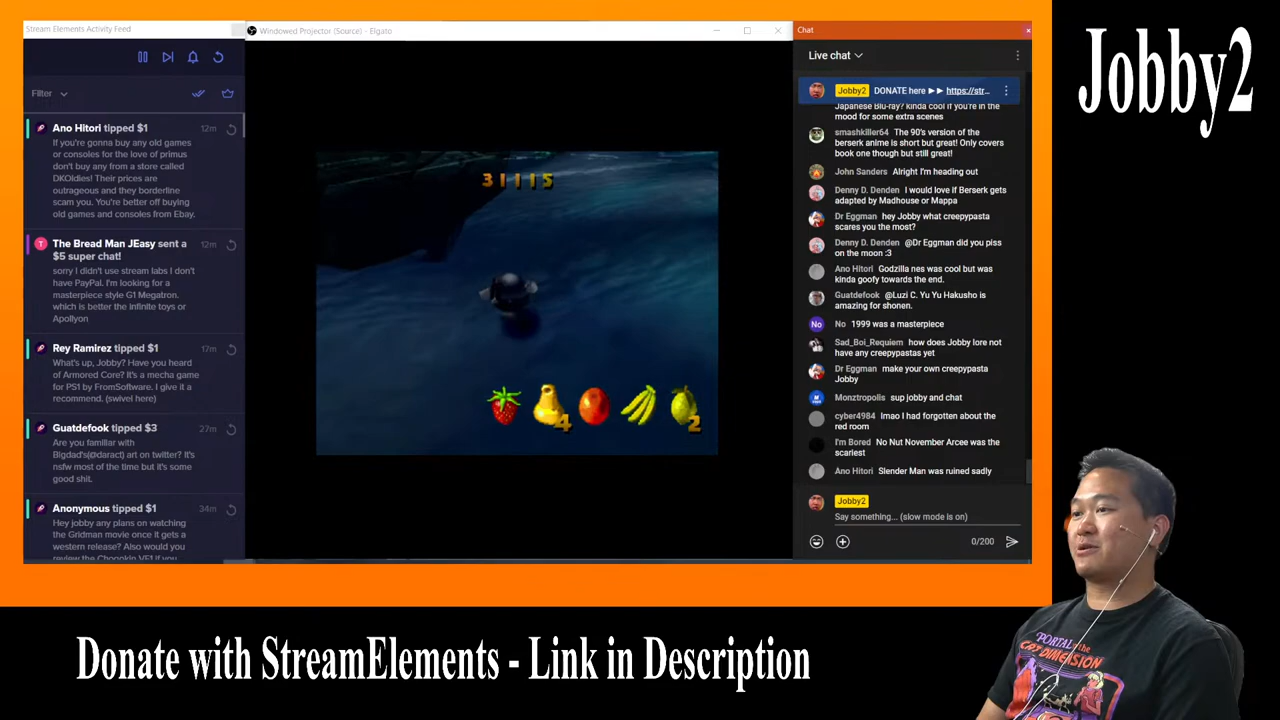 Stream Elements Activity Feed
Filter
Ano Hitori tipped $1
12m
If you're gonna buy any old games
or consoles for the love of primus
don't buy any from a store called
DKOldies! Their prices are
outrageous and they borderline
scam you. You're better off buying
old games and consoles from Ebay.
T
The Bread Man JEasy sent a
$5 super chat!
12m
sorry I didn't use stream labs I don't
have PayPal. I'm looking for a
masterpiece style G1 Megatron.
which is better the infinite toys or
Apollyon
Rey Ramirez tipped $1
17m
What's up, Jobby? Have you heard
of Armored Core? It's a mecha game
for PS1 by FromSoftware. I give it a
recommend. (swivel here)
Guatdefook tipped $3
27m
Are you familiar with
Bigdad's(@daract) art on twitter? It's
nsfw most of the time but it's some
good shit.
Anonymous tipped $1
34m
Hey jobby any plans on watching
the Gridman movie once it gets a
western release? Also would you
review the Chogokin VF1 if you
Windowed Projector (Source) - Elgato
31115
4
2
Chat
Live chat
Jobby2 DONATE here ►► https://str...
Japanese Blu-ray? kinda cool if you're in the
mood for some extra scenes
smashkiller64 The 90's version of the
berserk anime is short but great! Only covers
book one though but still great!
John Sanders Alright I'm heading out
Denny D. Denden I would love if Berserk gets
adapted by Madhouse or Mappa
Dr Eggman hey Jobby what creepypasta
scares you the most?
Denny D. Denden @Dr Eggman did you piss
on the moon :3
Ano Hitori Godzilla nes was cool but was
kinda goofy towards the end.
Guatdefook @Luzi C. Yu Yu Hakusho is
amazing for shonen.
No No 1999 was a masterpiece
Sad_Boi_Requiem how does Jobby lore not
have any creepypastas yet
Dr Eggman make your own creepypasta
Jobby
Monztropolis sup jobby and chat
cyber4984 lmao I had forgotten about the
red room
I'm Bored No Nut November Arcee was the
scariest
Ano Hitori Slender Man was ruined sadly
Jobby2
Say something... (slow mode is on)
0/200
Jobby2
PORTAL
to the
CAT DIMENSION
Donate with StreamElements - Link in Description